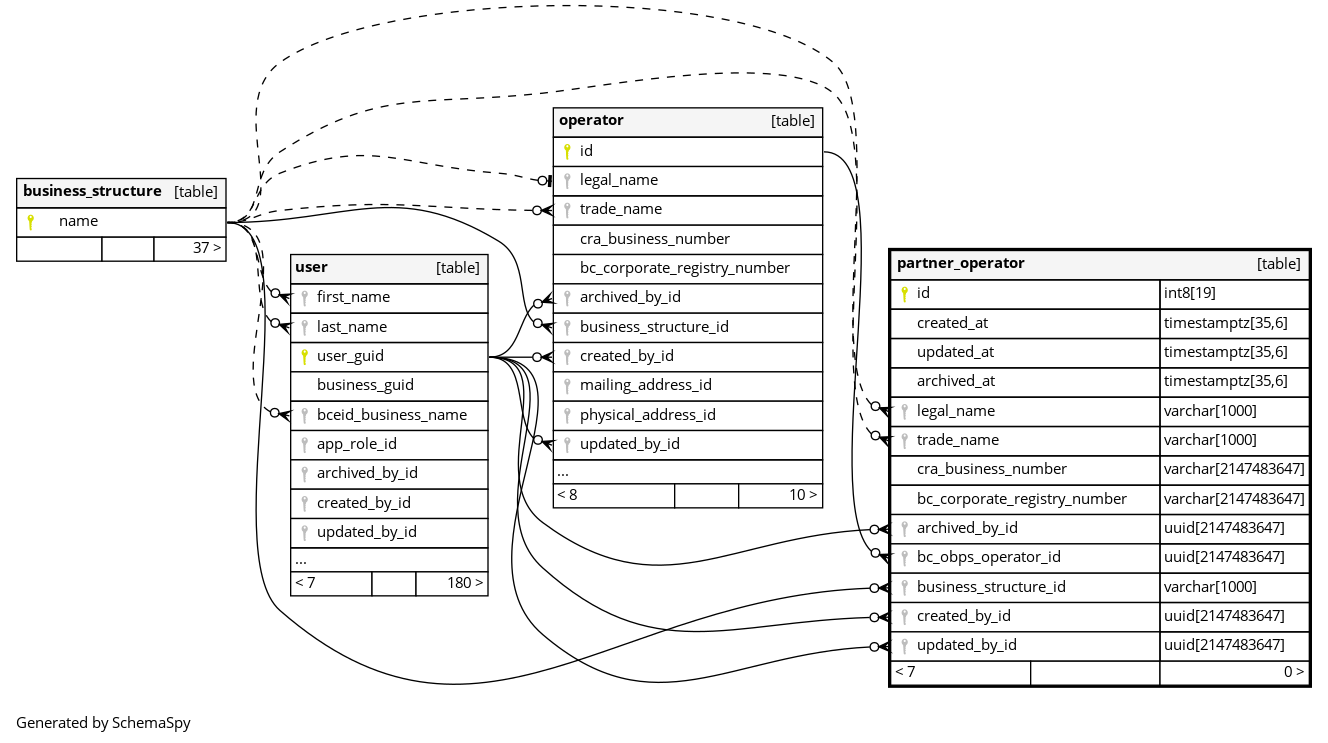 business_structure [table]
name
37 >
user [table]
first_name
last_name
user_guid
business_guid
bceid_business_name
app_role_id
archived_by_id
created_by_id
updated_by_id
...
< 7 180 >
operator [table]
id
legal_name
trade_name
cra_business_number
bc_corporate_registry_number
archived_by_id
business_structure_id
created_by_id
mailing_address_id
physical_address_id
updated_by_id
...
< 8 10 >
partner_operator [table]
id int8[19]
created_at timestamptz[35,6]
updated_at timestamptz[35,6]
archived_at timestamptz[35,6]
legal_name varchar[1000]
trade_name varchar[1000]
cra_business_number varchar[2147483647]
bc_corporate_registry_number varchar[2147483647]
archived_by_id uuid[2147483647]
bc_obps_operator_id uuid[2147483647]
business_structure_id varchar[1000]
created_by_id uuid[2147483647]
updated_by_id uuid[2147483647]
< 7 0 >
Generated by SchemaSpy